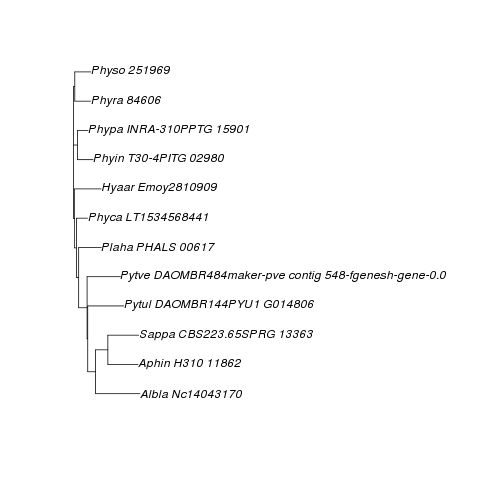 Physo 251969
Phyra 84606
Phypa INRA-310PPTG 15901
Phyin T30-4PITG 02980
Hyaar Emoy2810909
Phyca LT1534568441
Plaha PHALS 00617
Pytve DAOMBR484maker-pve contig 548-fgenesh-gene-0.0
Pytul DAOMBR144PYU1 G014806
Sappa CBS223.65SPRG 13363
Aphin H310 11862
Albla Nc14043170